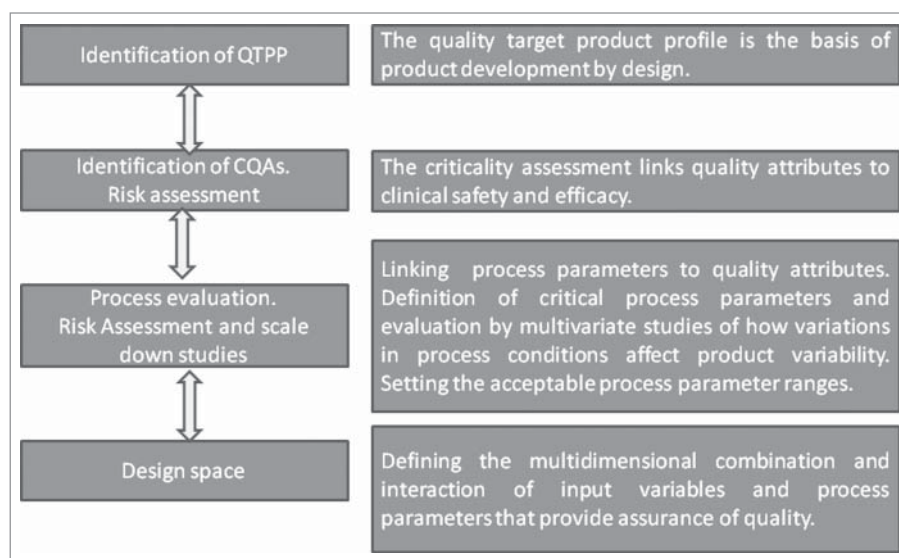 Identification of QTPP
The quality target product profile is the basis of
product development by design.
Identification of CQAs.
Risk assessment
The criticality assessment links quality attributes to
clinical safety and efficacy.
Process evaluation.
Risk Assessment and scale
down studies
Linking process parameters to quality attributes.
Definition of critical process parameters and
evaluation by multivariate studies of how variations
in process conditions affect product variability.
Setting the acceptable process parameter ranges.
Design space
Defining the multidimensional combination and
interaction of input variables and process
parameters that provide assurance of quality.